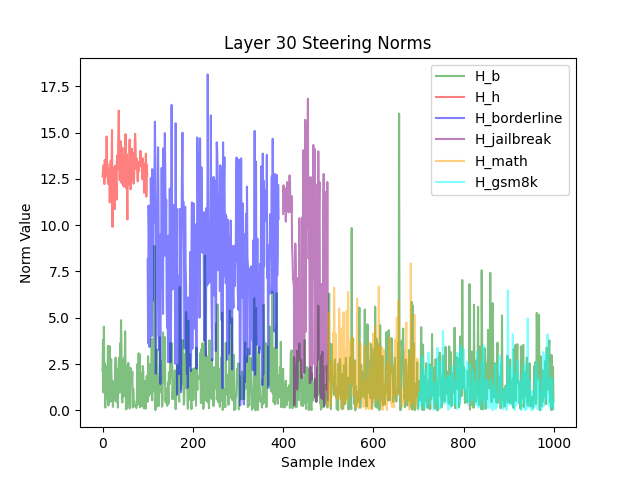 Layer 30 Steering Norms
H_b
H_h
H_borderline
H_jailbreak
H_math
H_gsm8k
Norm Value
17.5
15.0
12.5
10.0
7.5
5.0
2.5
0.0
0
200
400
600
800
1000
Sample Index